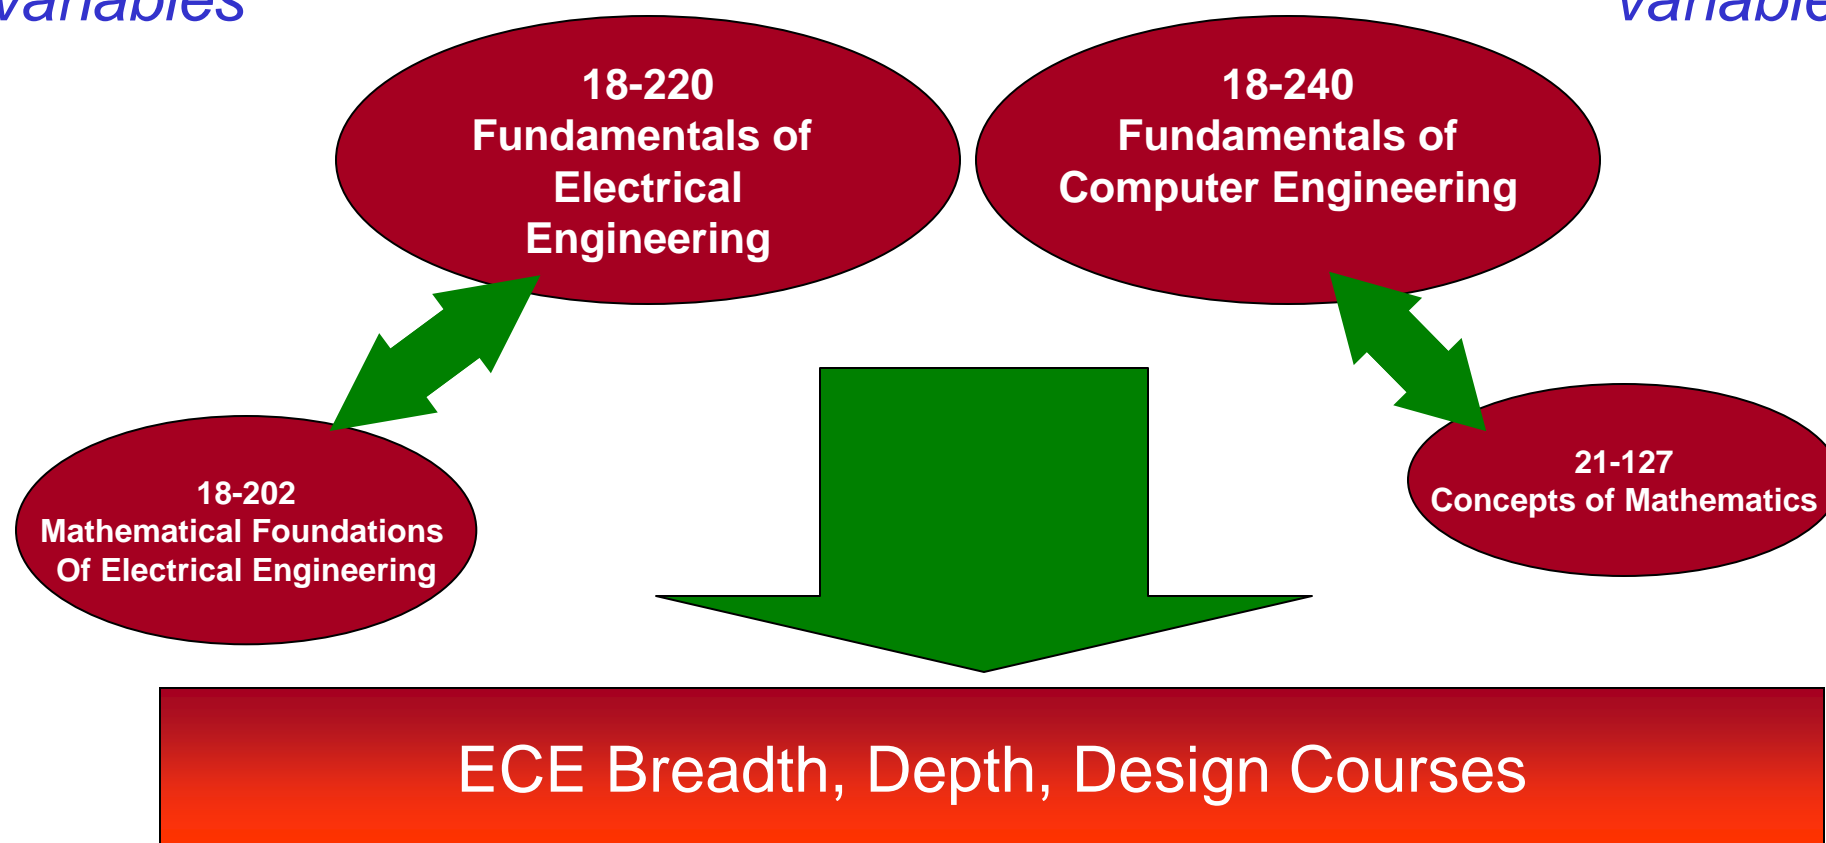 variables
18-220
Fundamentals of
Electrical
Engineering
18-240
Fundamentals of
Computer Engineering
18-202
Mathematical Foundations
Of Electrical Engineering
21-127
Concepts of Mathematics
ECE Breadth, Depth, Design Courses